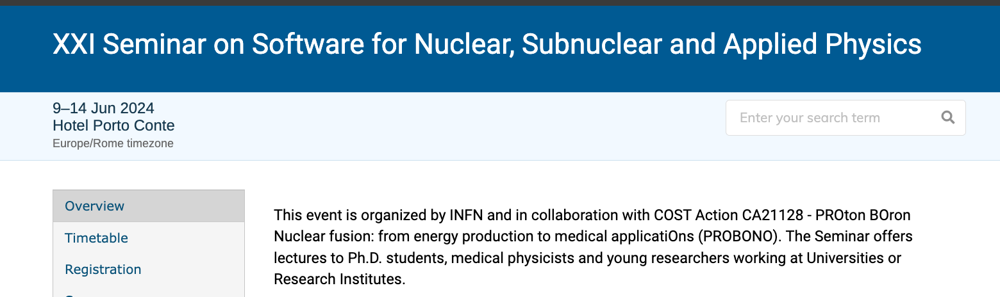 XXI Seminar on Software for Nuclear, Subnuclear and Applied Physics
9–14 Jun 2024
Hotel Porto Conte
Europe/Rome timezone
Enter your search term
Overview
Timetable
Registration
This event is organized by INFN and in collaboration with COST Action CA21128 - PROton BOron
Nuclear fusion: from energy production to medical applicatiOns (PROBONO). The Seminar offers
lectures to Ph.D. students, medical physicists and young researchers working at Universities or
Research Institutes.